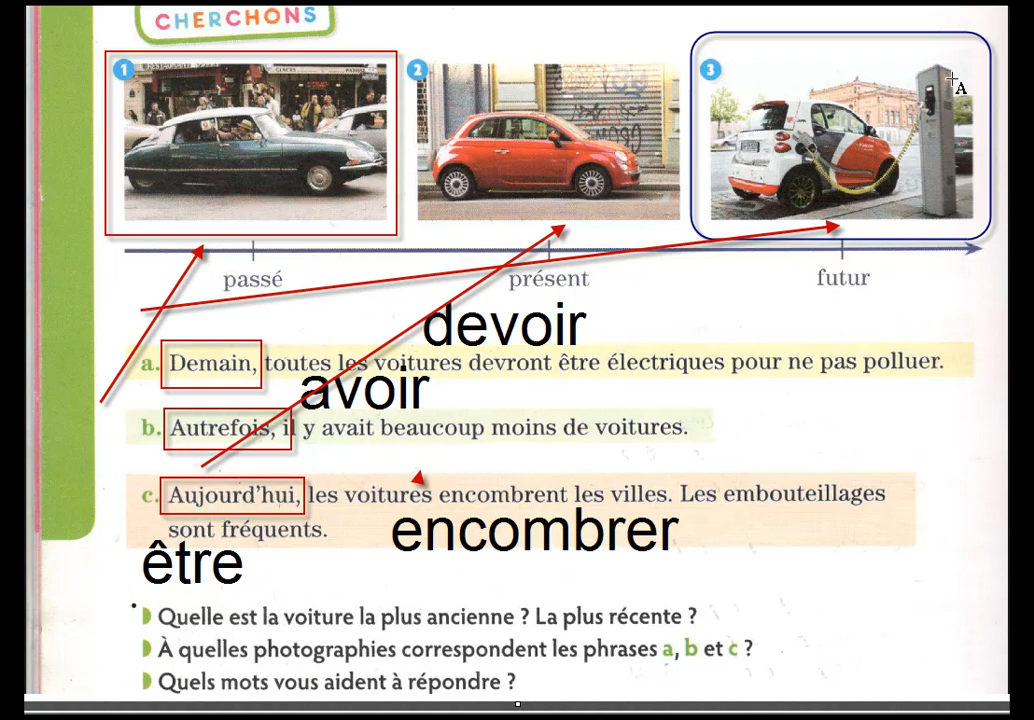 CHERCHONS
1
2
3
A
passé
présent
futur
devoir
a. Demain, toutes les voitures devront être électriques pour ne pas polluer.
avoir
b. Autrefois, il y avait beaucoup moins de voitures.
c. Aujourd'hui, les voitures encombrent les villes. Les embouteillages
sont fréquents.
encombrer
être
Quelle est la voiture la plus ancienne ? La plus récente ?
À quelles photographies correspondent les phrases a, b et c ?
Quels mots vous aident à répondre ?